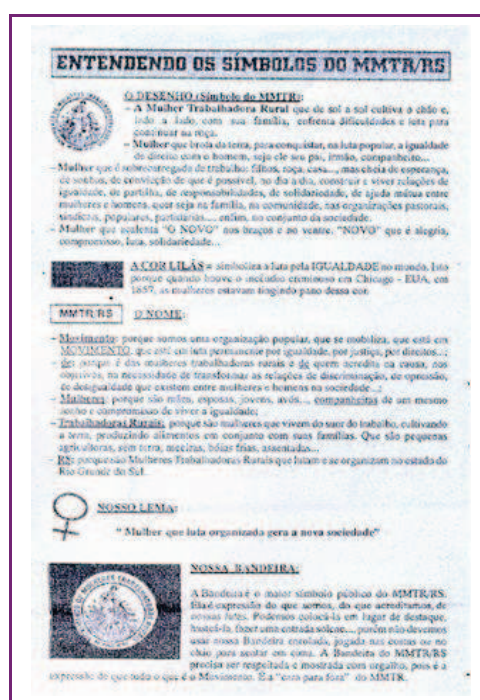 ENTENDENDO OS SÍMBOLOS DO MMTR/RS
O DESENHO (Símbolo do MMTR):
- A Mulher Trabalhadora Rural que de sol a sol cultiva o chão e,
lado a lado, com sua família, enfrenta dificuldades e luta para
continuar na roça.
Mulher que brota da terra, para conquistar, na luta popular, a igualdade
de direito com o homem, seja ele seu pai, irmão, companheiro...
- Mulher que é sobrecarregada de trabalho: filhos, roça, casa..., mas cheia de esperança,
de sonhos, de convicção de que é possível, no dia a dia, construir e viver relações de
igualdade, de partilha, de responsabilidades, de solidariedade, de ajuda mútua entre
mulheres e homens, quer seja na família, na comunidade, nas organizações pastorais,
sindicais, populares, partidárias... enfim, no conjunto da sociedade.
- Mulher que acalenta "O NOVO" nos braços e no ventre. "NOVO" que é alegria,
compromisso, luta, solidariedade...
A COR LILÁS = simboliza a luta pela IGUALDADE no mundo. Isto
porque quando houve o incêndio criminoso em Chicago - EUA, em
1857, as mulheres estavam tingindo pano dessa cor.
MMTR/RS O NOME:
- Movimento: porque somos uma organização popular, que se mobiliza, que está em
MOVIMENTO, que está em luta permanente por igualdade, por justiça, por direitos...;
- de: porque é das mulheres trabalhadoras rurais e de quem acredita na causa, nos
objetivos, na necessidade de transformar as relações de discriminação, de opressão,
de desigualdade que existem entre mulheres e homens na sociedade...;
- Mulheres: porque são mães, esposas, jovens, avós... companheiras de um mesmo
sonho e compromisso de viver a igualdade;
- Trabalhadoras Rurais: porque são mulheres que vivem do suor do trabalho, cultivando
a terra, produzindo alimentos em conjunto com suas famílias. Que são pequenas
agricultoras, sem terra, meeiras, bóias frias, assentadas...
- RS: porque são Mulheres Trabalhadoras Rurais que lutam e se organizam no estado do
Rio Grande do Sul.
NOSSO LEMA:
" Mulher que luta organizada gera a nova sociedade"
NOSSA BANDEIRA:
A Bandeira é o maior símbolo público do MMTR/RS.
Ela é expressão do que somos, do que acreditamos, de
nossas lutas. Podemos colocá-la em lugar de destaque,
hasteá-la, fazer uma entrada solene..., porém não devemos
usar nossa Bandeira enrolada, jogada nas costas ou no
chão para sentar em cima. A Bandeira do MMTR/RS
precisa ser respeitada e mostrada com orgulho, pois é a
expressão de que tudo o que é o Movimento. É a "cara para fora" do MMTR.